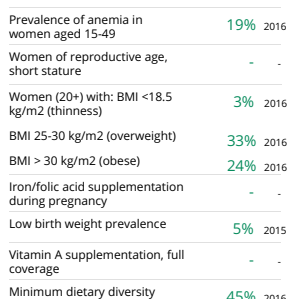 Prevalence of anemia in 19% 2016
women aged 15-49
Women of reproductive age, - -
short stature
Women (20+) with: BMI <18.5 3% 2016
kg/m2 (thinness)
BMI 25-30 kg/m2 (overweight) 33% 2016
BMI > 30 kg/m2 (obese) 24% 2016
Iron/folic acid supplementation - -
during pregnancy
Low birth weight prevalence 5% 2015
Vitamin A supplementation, full - -
coverage
Minimum dietary diversity 45% 2016